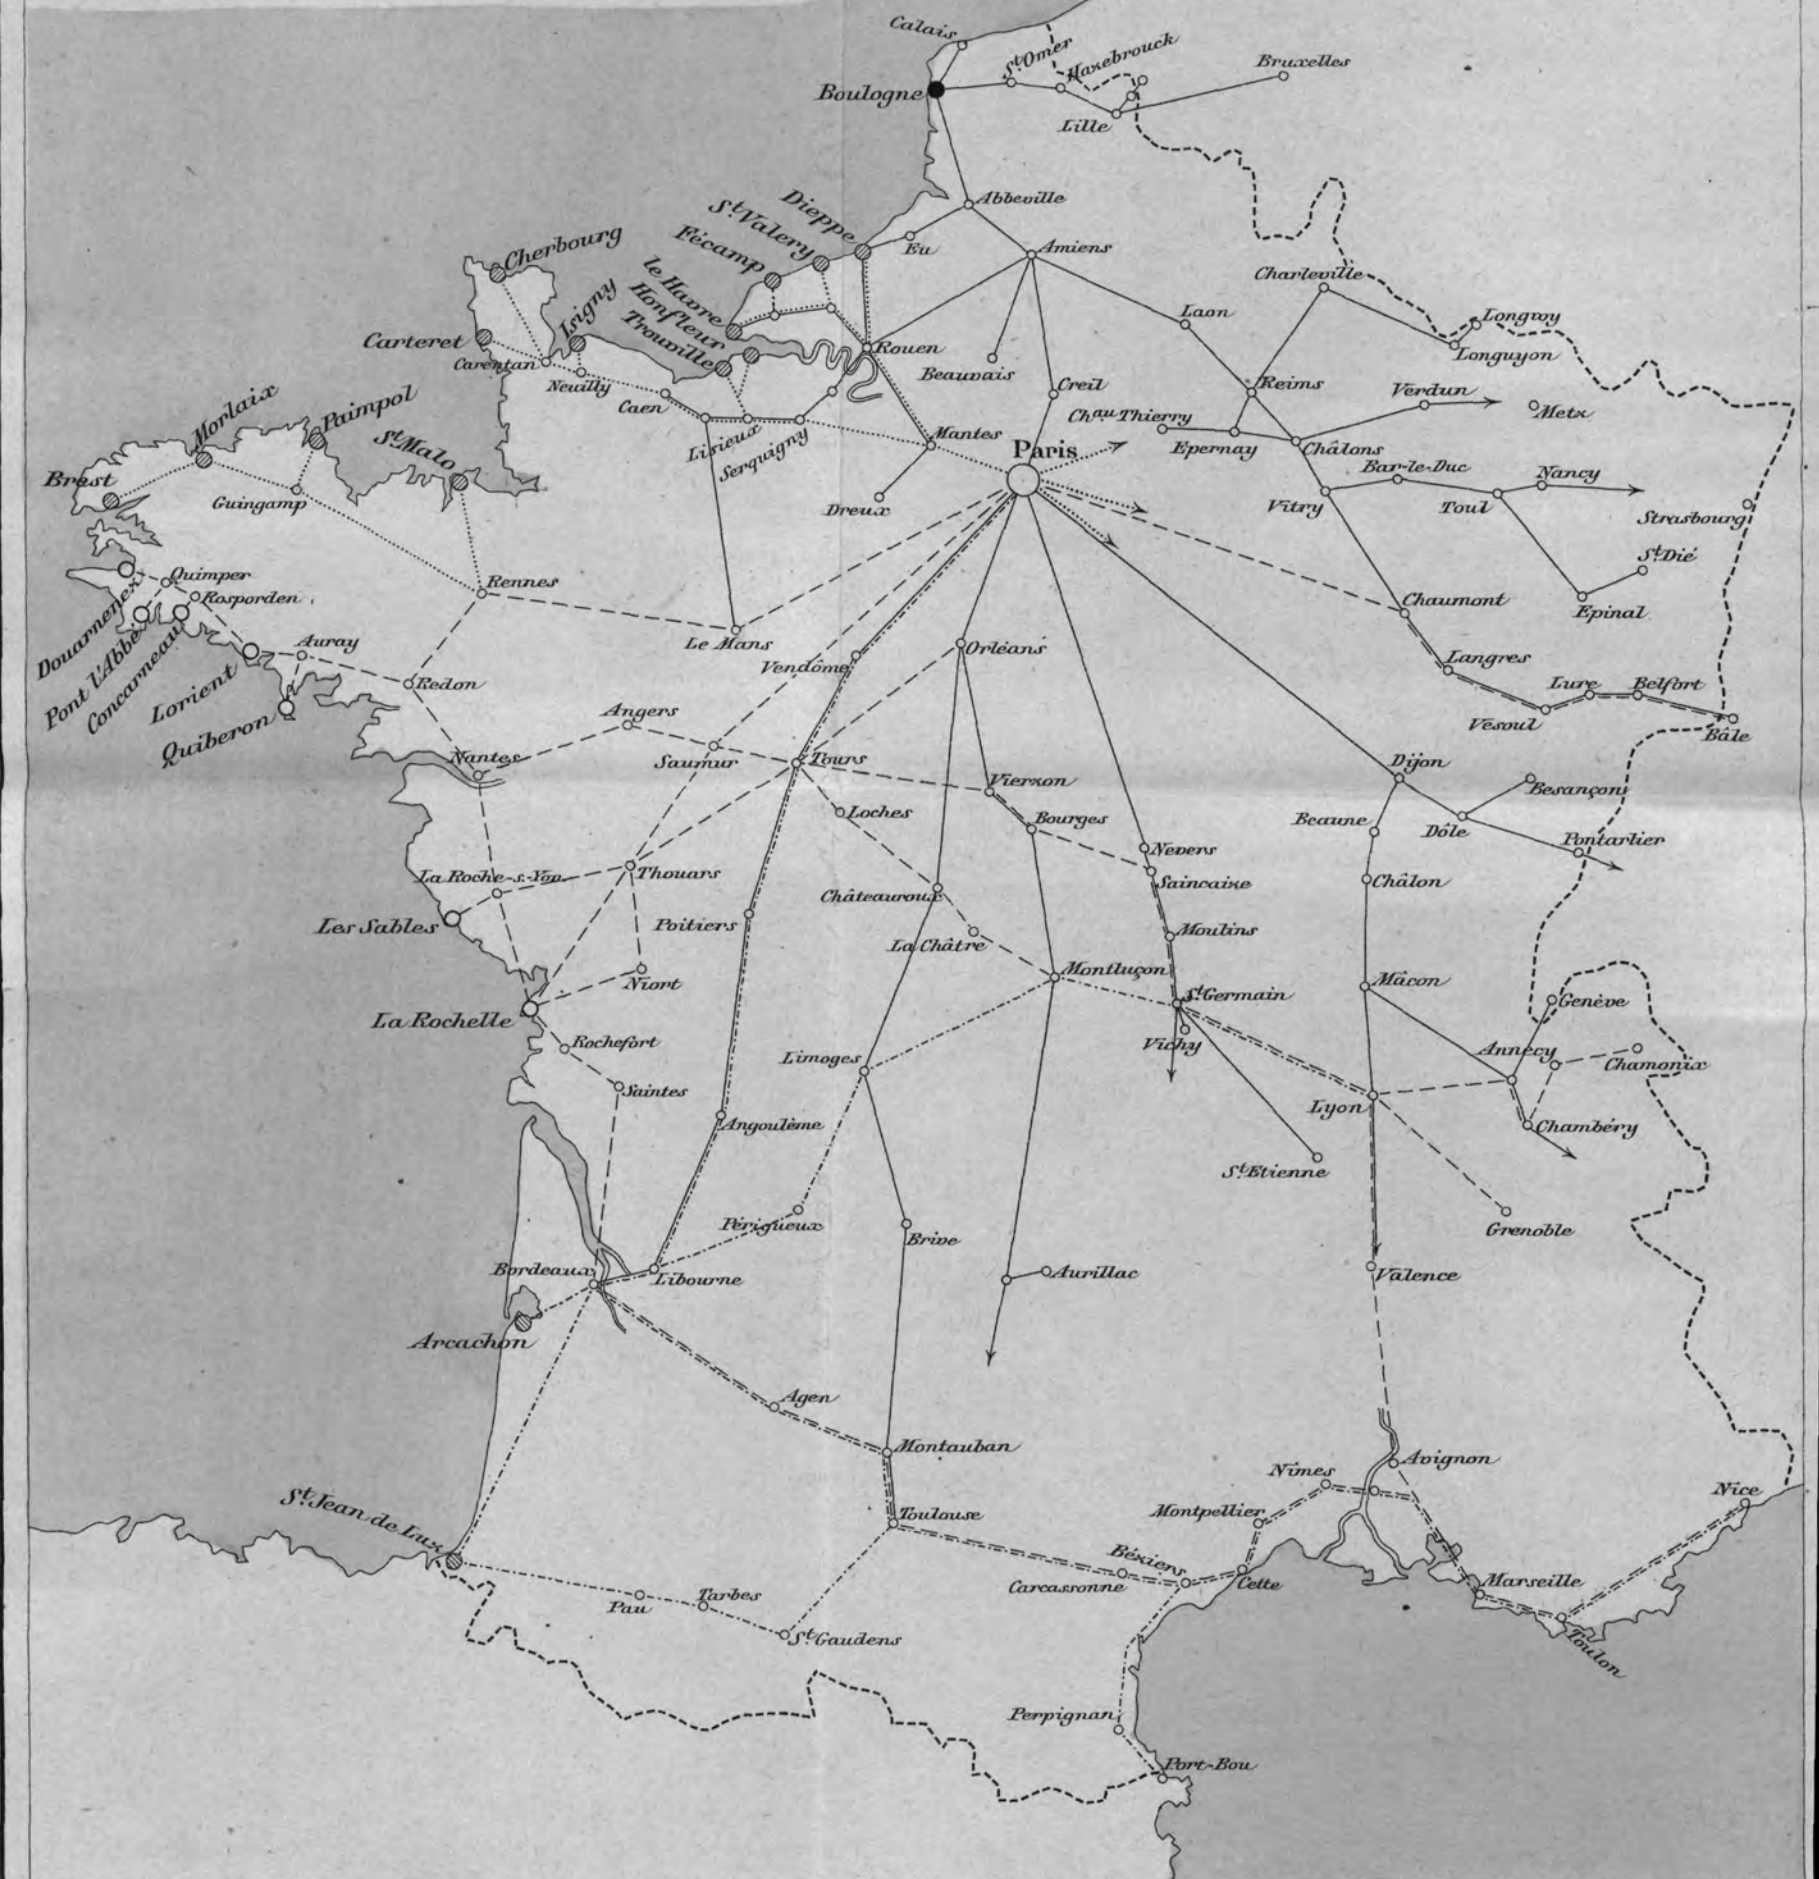 Calais
St Omer
Hazebrouck
Bruxelles
Boulogne
Lille
Abbeville
Dieppe
St Valery
Fécamp
Eu
Amiens
Cherbourg
Charleville
le Havre
Honfleur
Trouville
Isigny
Laon
Longwy
Longuyon
Carteret
Carentan
Neuilly
Rouen
Beauvais
Creil
Reims
Verdun
Metz
Chau Thierry
Morlaix
Paimpol
St Malo
Caen
Lisieux
Serquigny
Mantes
Paris
Epernay
Châlons
Bar-le-Duc
Nancy
Brest
Guingamp
Dreux
Vitry
Toul
Strasbourg
St Dié
Quimper
Rosporden
Rennes
Chaumont
Epinal
Douarnenez
Pont l'Abbé
Concarneau
Lorient
Quiberon
Auray
Redon
Le Mans
Vendôme
Orléans
Langres
Lure
Belfort
Vesoul
Bâle
Angers
Nantes
Saumur
Tours
Vierzon
Dijon
Besançon
Loches
Bourges
Beaune
Dôle
Pontarlier
Nevers
Saincaize
La Roche-s.-Yon
Thouars
Châteauroux
Châlon
Les Sables
Poitiers
La Châtre
Moulins
Montluçon
Niort
Mâcon
St Germain
Genève
La Rochelle
Rochefort
Limoges
Vichy
Annecy
Chamonix
Saintes
Lyon
Angoulême
Chambéry
St Etienne
Périgueux
Brive
Grenoble
Bordeaux
Libourne
Aurillac
Valence
Arcachon
Agen
Montauban
Avignon
Nîmes
Nice
St Jean de Lux
Toulouse
Montpellier
Béziers
Carcassonne
Cette
Marseille
Pau
Tarbes
St Gaudens
Toulon
Perpignan
Port-Bou